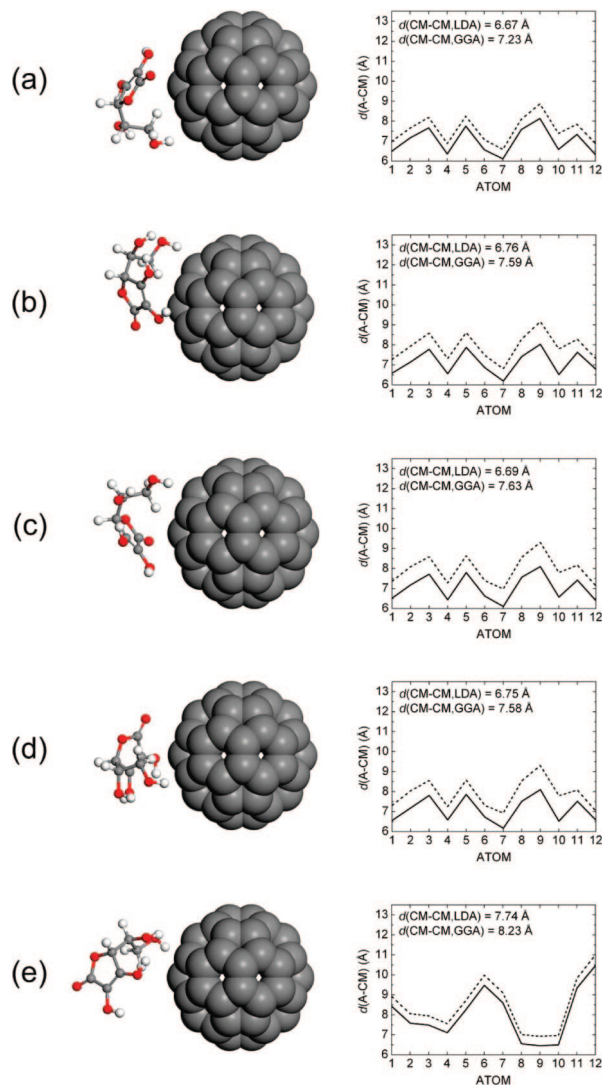 (a)
d(CM-CM,LDA) = 6.67 Å
d(CM-CM,GGA) = 7.23 Å
d(A-CM) (Å)
13
12
11
10
9
8
7
6
1 2 3 4 5 6 7 8 9 10 11 12
ATOM
(b)
d(CM-CM,LDA) = 6.76 Å
d(CM-CM,GGA) = 7.59 Å
d(A-CM) (Å)
13
12
11
10
9
8
7
6
1 2 3 4 5 6 7 8 9 10 11 12
ATOM
(c)
d(CM-CM,LDA) = 6.69 Å
d(CM-CM,GGA) = 7.63 Å
d(A-CM) (Å)
13
12
11
10
9
8
7
6
1 2 3 4 5 6 7 8 9 10 11 12
ATOM
(d)
d(CM-CM,LDA) = 6.75 Å
d(CM-CM,GGA) = 7.58 Å
d(A-CM) (Å)
13
12
11
10
9
8
7
6
1 2 3 4 5 6 7 8 9 10 11 12
ATOM
(e)
d(CM-CM,LDA) = 7.74 Å
d(CM-CM,GGA) = 8.23 Å
d(A-CM) (Å)
13
12
11
10
9
8
7
6
5
1 2 3 4 5 6 7 8 9 10 11 12
ATOM